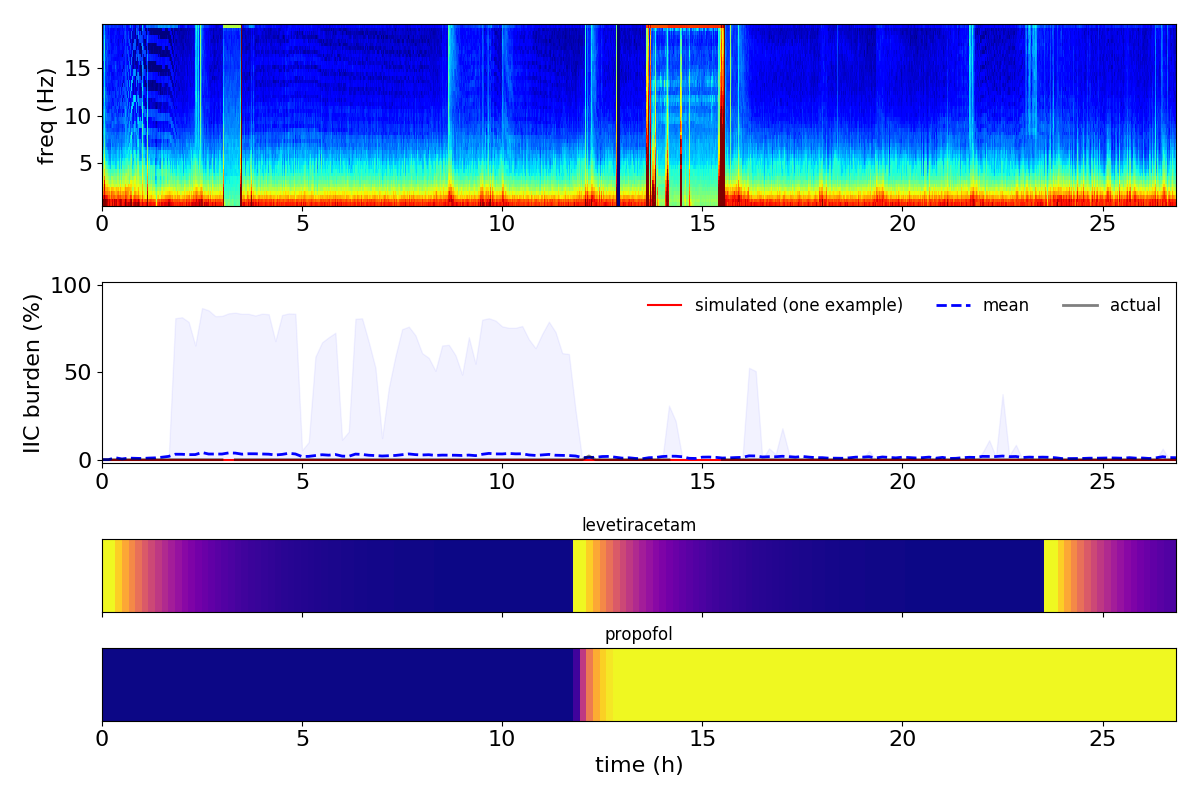 freq (Hz)
15
10
5
0 5 10 15 20 25
IIC burden (%)
100
50
0
simulated (one example) mean actual
0 5 10 15 20 25
levetiracetam
propofol
0 5 10 15 20 25
time (h)